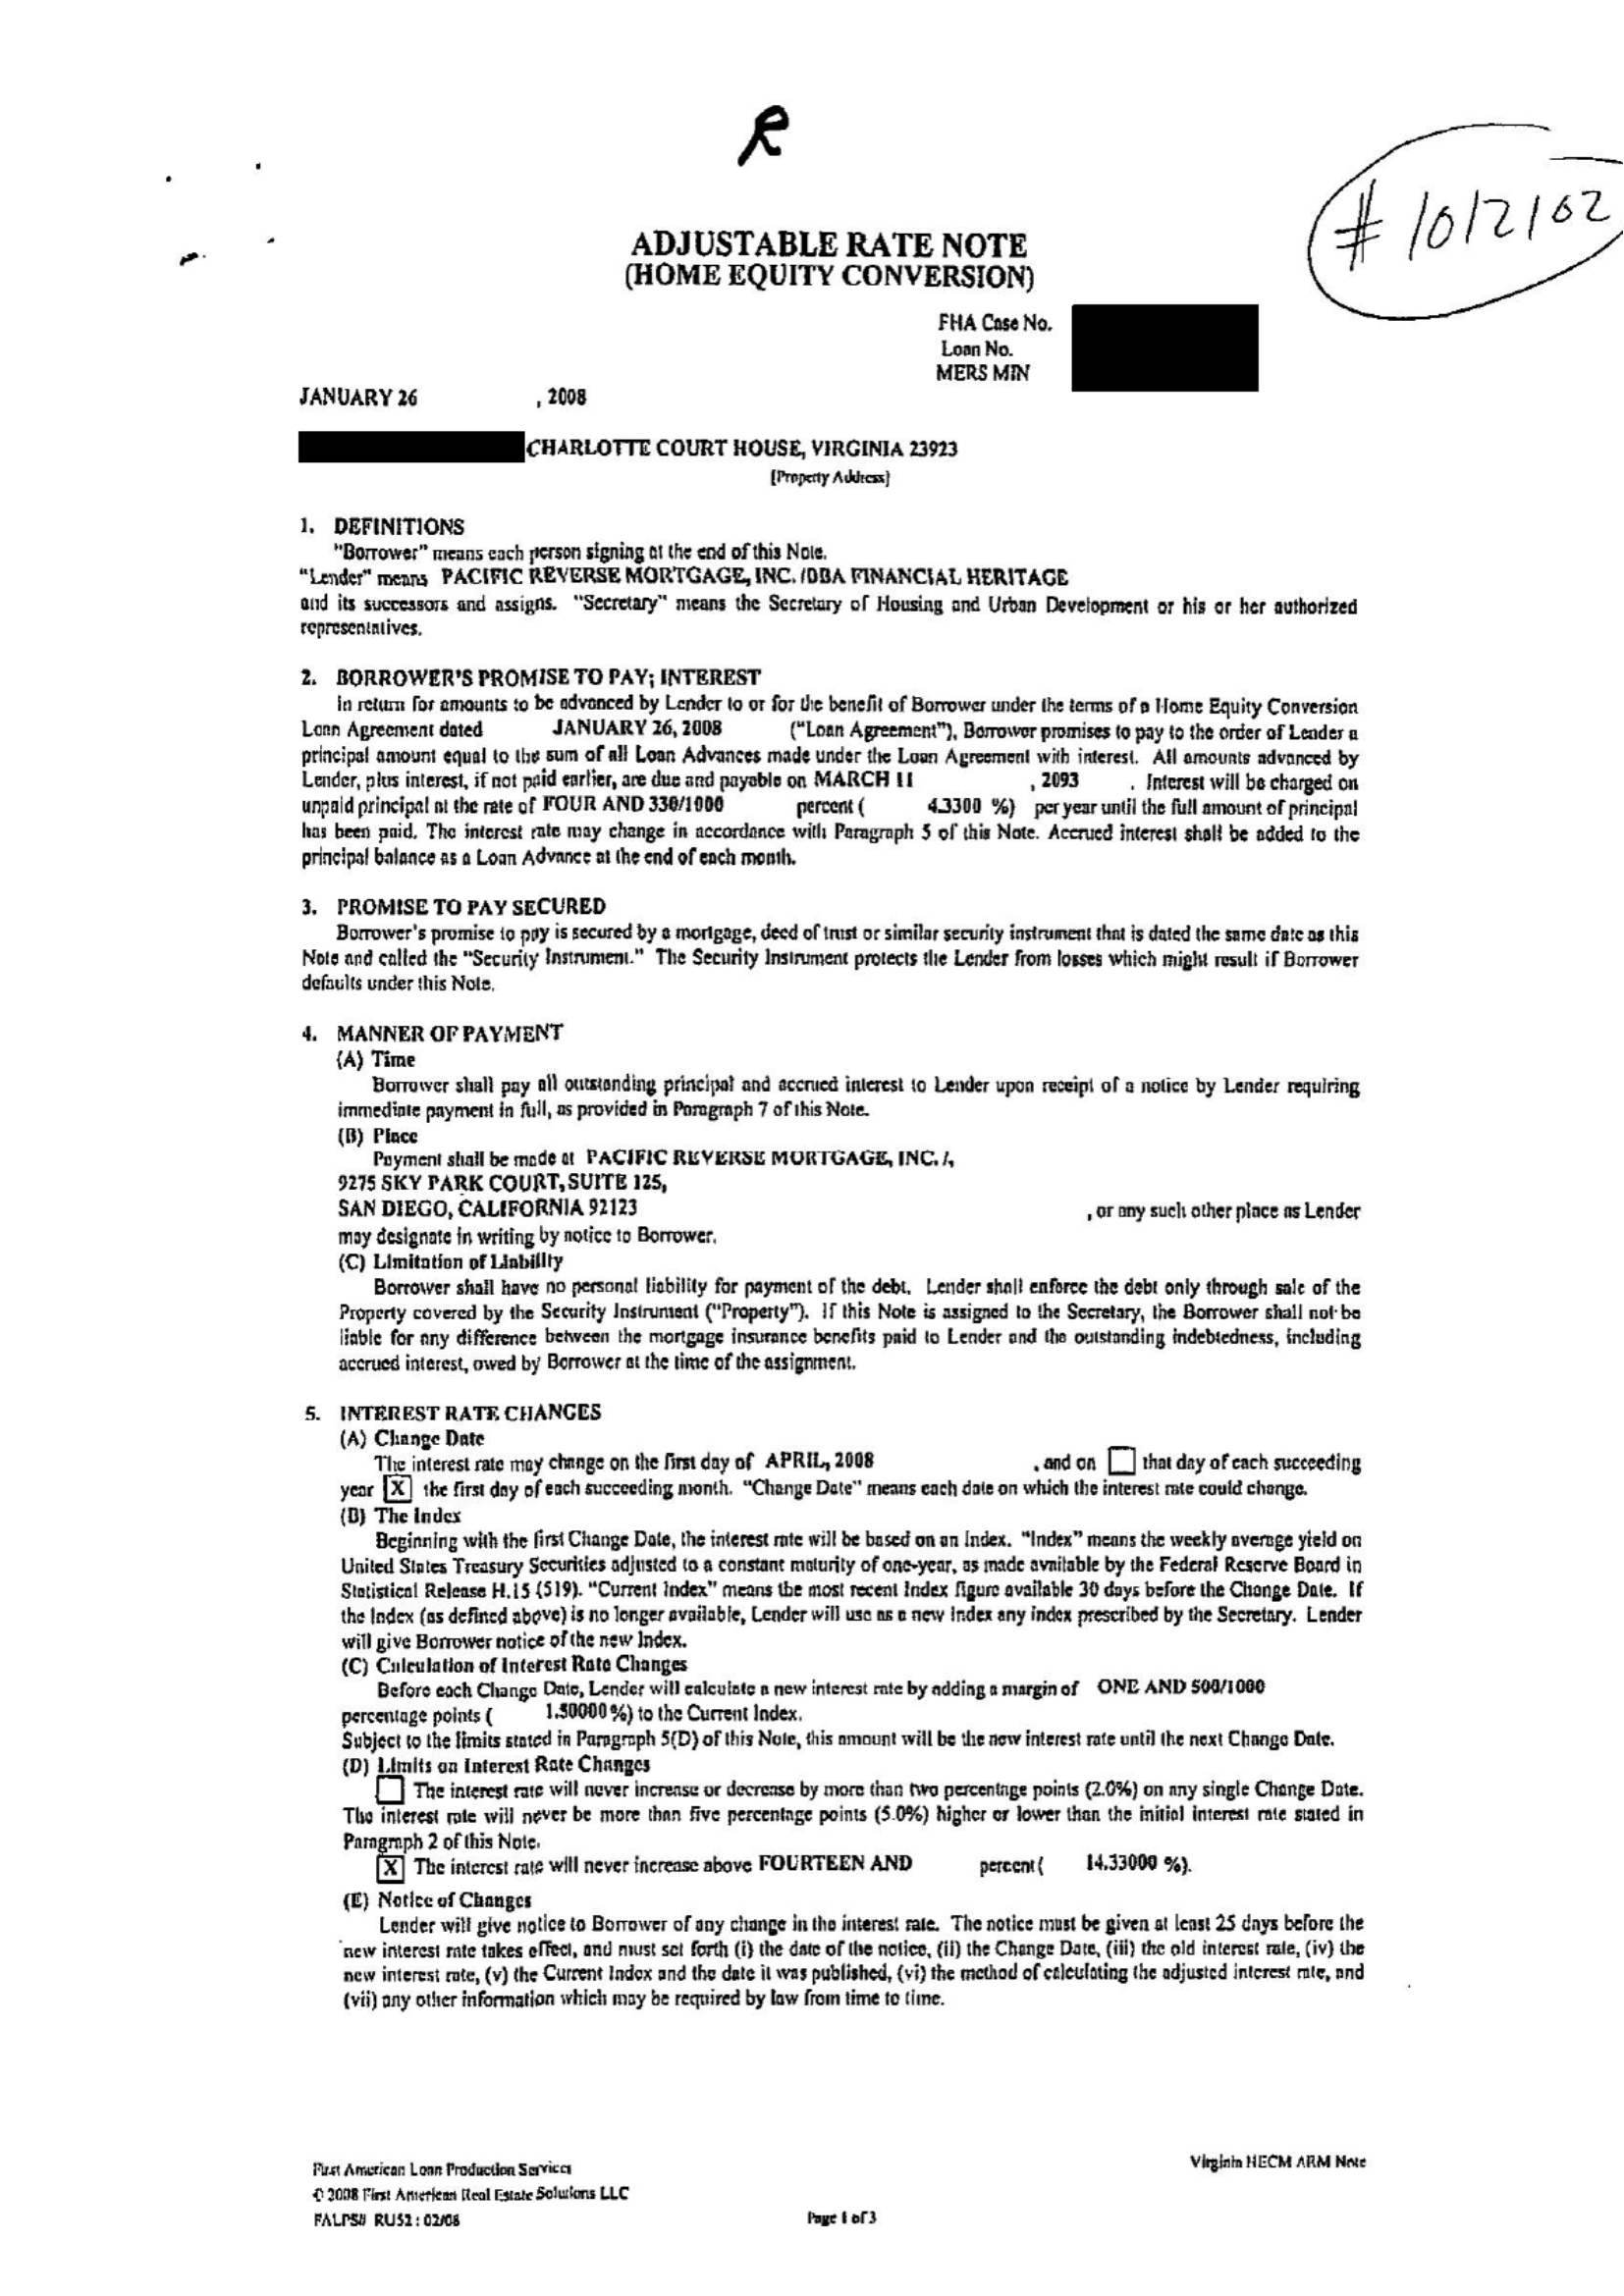 R
# 1012102
ADJUSTABLE RATE NOTE
(HOME EQUITY CONVERSION)
FHA Case No.
Loan No.
MERS MIN
JANUARY 26 , 2008
CHARLOTTE COURT HOUSE, VIRGINIA 23923
[Property Address]
1. DEFINITIONS
"Borrower" means each person signing at the end of this Note.
"Lender" means PACIFIC REVERSE MORTGAGE, INC. /DBA FINANCIAL HERITAGE
and its successors and assigns. "Secretary" means the Secretary of Housing and Urban Development or his or her authorized
representatives.
2. BORROWER'S PROMISE TO PAY; INTEREST
In return for amounts to be advanced by Lender to or for the benefit of Borrower under the terms of a Home Equity Conversion
Loan Agreement dated JANUARY 26, 2008 ("Loan Agreement"), Borrower promises to pay to the order of Lender a
principal amount equal to the sum of all Loan Advances made under the Loan Agreement with interest. All amounts advanced by
Lender, plus interest, if not paid earlier, are due and payable on MARCH 11 , 2093 . Interest will be charged on
unpaid principal at the rate of FOUR AND 330/1000 percent ( 4.3300 %) per year until the full amount of principal
has been paid. The interest rate may change in accordance with Paragraph 5 of this Note. Accrued interest shall be added to the
principal balance as a Loan Advance at the end of each month.
3. PROMISE TO PAY SECURED
Borrower's promise to pay is secured by a mortgage, deed of trust or similar security instrument that is dated the same date as this
Note and called the "Security Instrument." The Security Instrument protects the Lender from losses which might result if Borrower
defaults under this Note.
4. MANNER OF PAYMENT
(A) Time
Borrower shall pay all outstanding principal and accrued interest to Lender upon receipt of a notice by Lender requiring
immediate payment in full, as provided in Paragraph 7 of this Note.
(B) Place
Payment shall be made at PACIFIC REVERSE MORTGAGE, INC. /,
9275 SKY PARK COURT, SUITE 125,
SAN DIEGO, CALIFORNIA 92123 , or any such other place as Lender
may designate in writing by notice to Borrower.
(C) Limitation of Liability
Borrower shall have no personal liability for payment of the debt. Lender shall enforce the debt only through sale of the
Property covered by the Security Instrument ("Property"). If this Note is assigned to the Secretary, the Borrower shall not be
liable for any difference between the mortgage insurance benefits paid to Lender and the outstanding indebtedness, including
accrued interest, owed by Borrower at the time of the assignment.
5. INTEREST RATE CHANGES
(A) Change Date
The interest rate may change on the first day of APRIL, 2008 , and on that day of each succeeding
year X the first day of each succeeding month. "Change Date" means each date on which the interest rate could change.
(B) The Index
Beginning with the first Change Date, the interest rate will be based on an Index. "Index" means the weekly average yield on
United States Treasury Securities adjusted to a constant maturity of one-year, as made available by the Federal Reserve Board in
Statistical Release H.15 (519). "Current Index" means the most recent Index figure available 30 days before the Change Date. If
the Index (as defined above) is no longer available, Lender will use as a new Index any index prescribed by the Secretary. Lender
will give Borrower notice of the new Index.
(C) Calculation of Interest Rate Changes
Before each Change Date, Lender will calculate a new interest rate by adding a margin of ONE AND 500/1000
percentage points ( 1.50000 %) to the Current Index.
Subject to the limits stated in Paragraph 5(D) of this Note, this amount will be the new interest rate until the next Change Date.
(D) Limits on Interest Rate Changes
The interest rate will never increase or decrease by more than two percentage points (2.0%) on any single Change Date.
The interest rate will never be more than five percentage points (5.0%) higher or lower than the initial interest rate stated in
Paragraph 2 of this Note.
X The interest rate will never increase above FOURTEEN AND percent ( 14.33000 %).
(E) Notice of Changes
Lender will give notice to Borrower of any change in the interest rate. The notice must be given at least 25 days before the
new interest rate takes effect, and must set forth (i) the date of the notice, (ii) the Change Date, (iii) the old interest rate, (iv) the
new interest rate, (v) the Current Index and the date it was published, (vi) the method of calculating the adjusted interest rate, and
(vii) any other information which may be required by law from time to time.
First American Loan Production Services Virginia HECM ARM Note
© 2008 First American Real Estate Solutions LLC
FALPS# RU52 : 02/08 Page 1 of 3